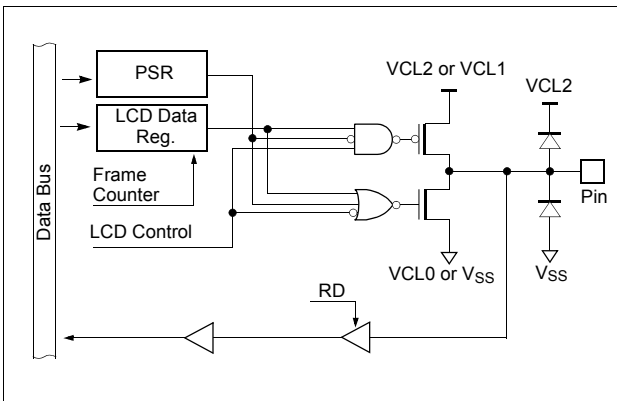 PSR
VCL2 or VCL1
VCL2
LCD Data
Reg.
Data Bus
Frame
Counter
Pin
LCD Control
VCL0 or VSS
VSS
RD